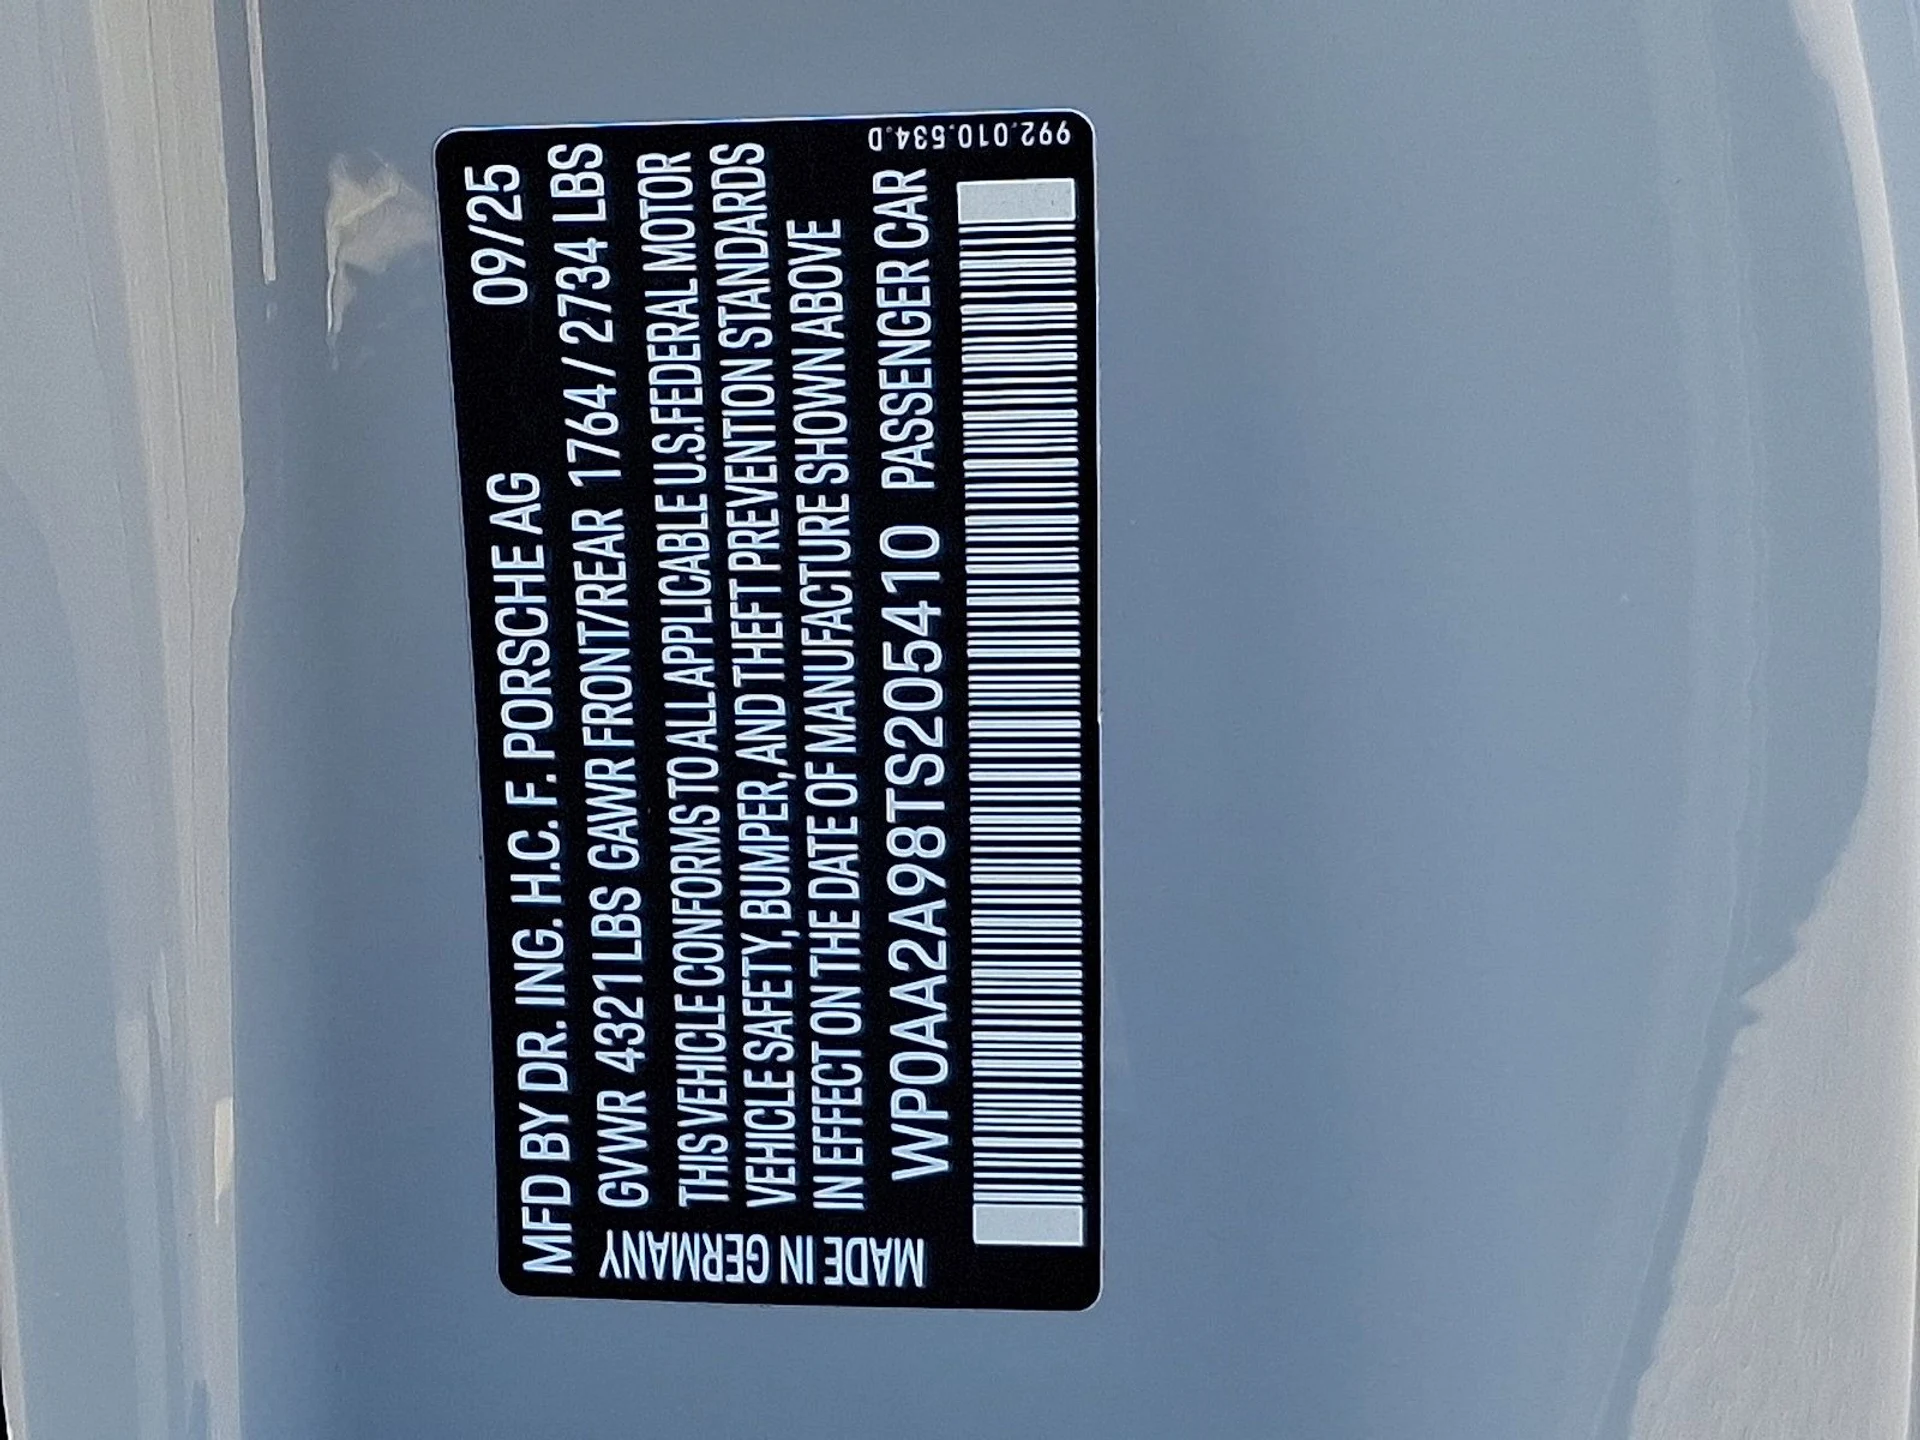 MFD BY DR. ING. H.C. F. PORSCHE AG 09/25
GVWR 4321 LBS GAWR FRONT/REAR 1764 / 2734 LBS
THIS VEHICLE CONFORMS TO ALL APPLICABLE U.S. FEDERAL MOTOR
VEHICLE SAFETY, BUMPER, AND THEFT PREVENTION STANDARDS
IN EFFECT ON THE DATE OF MANUFACTURE SHOWN ABOVE
WP0AA2A98TS205410 PASSENGER CAR
MADE IN GERMANY
992.010.534.D